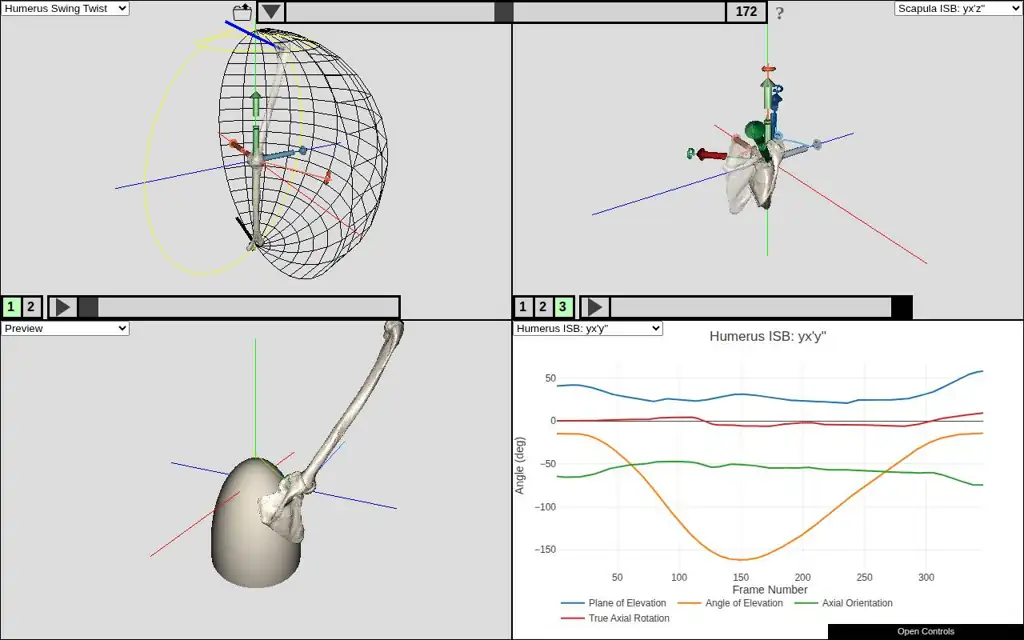 Humerus Swing Twist
172
?
Scapula ISB: yx'z''
1 2
1 2 3
Preview
Humerus ISB: yx'y''
Humerus ISB: yx'y''
Angle (deg)
50
0
−50
−100
−150
50 100 150 200 250 300
Frame Number
Plane of Elevation Angle of Elevation Axial Orientation
True Axial Rotation
Open Controls